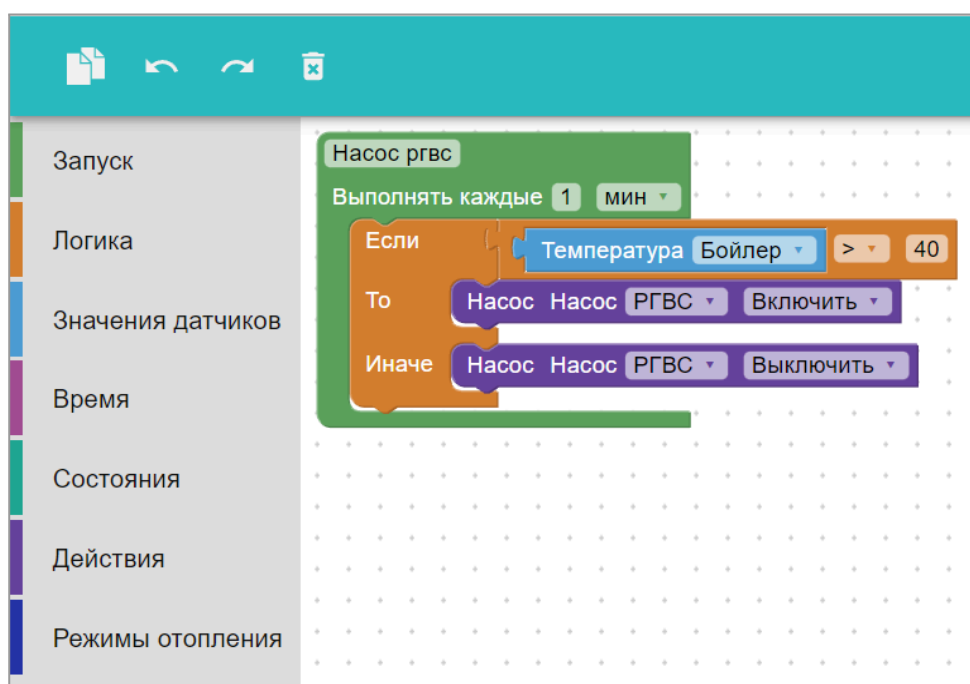 Запуск
Логика
Значения датчиков
Время
Состояния
Действия
Режимы отопления
Насос ргвс
Выполнять каждые 1 мин
Если Температура Бойлер > 40
То Насос Насос РГВС Включить
Иначе Насос Насос РГВС Выключить